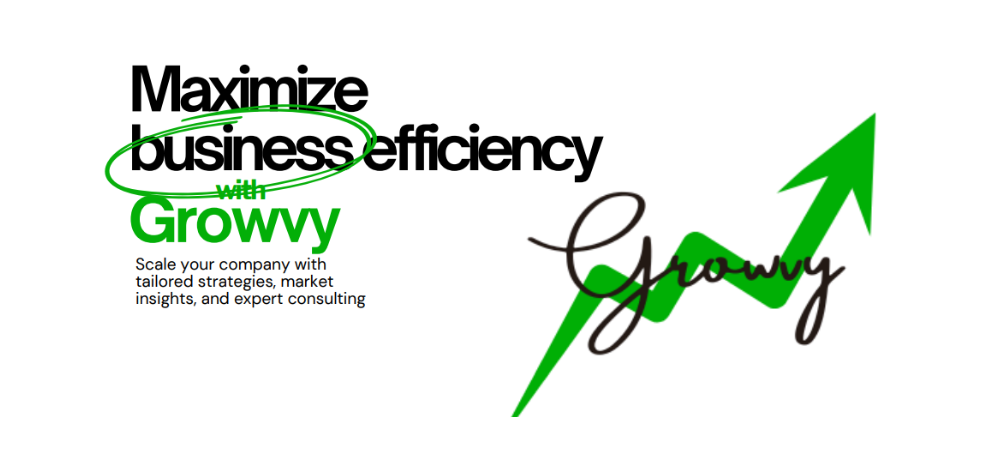 Maximize
business efficiency
with
Growvy
Scale your company with
tailored strategies, market
insights, and expert consulting
Growvy